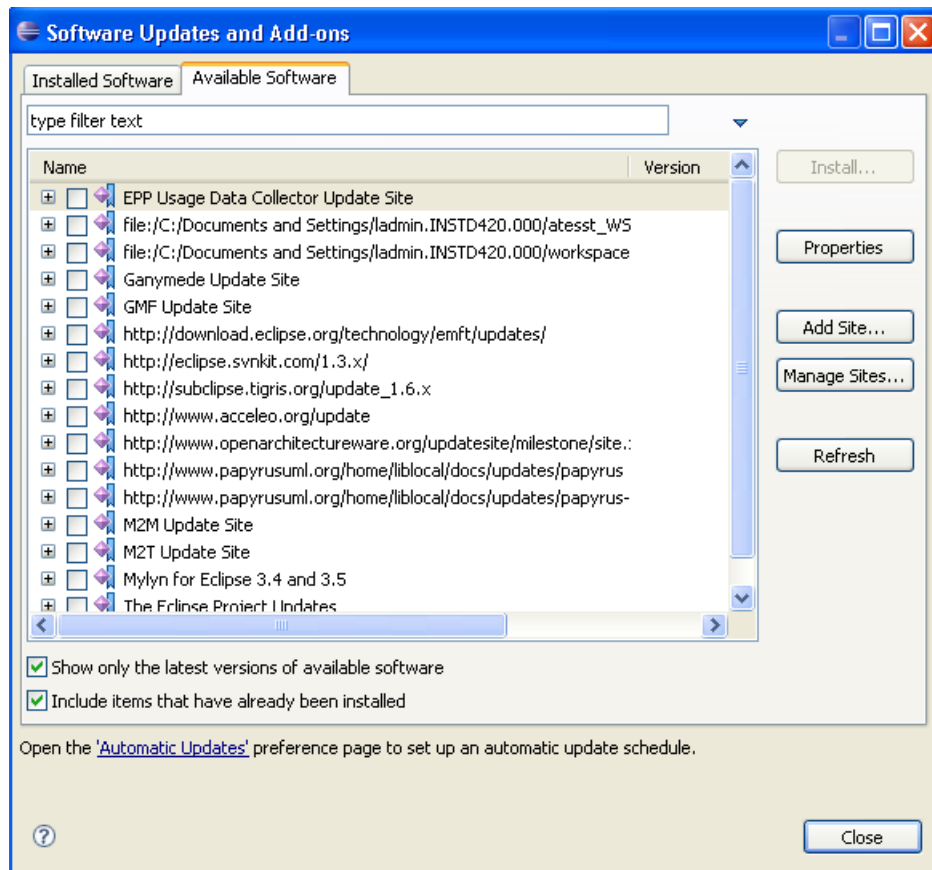 Software Updates and Add-ons
Installed Software Available Software
type filter text
Name Version
Install...
EPP Usage Data Collector Update Site
file:/C:/Documents and Settings/ladmin.INSTD420.000/atesst_WS
file:/C:/Documents and Settings/ladmin.INSTD420.000/workspace
Properties
Ganymede Update Site
GMF Update Site
http://download.eclipse.org/technology/emft/updates/
Add Site...
http://eclipse.svnkit.com/1.3.x/
http://subclipse.tigris.org/update_1.6.x
Manage Sites...
http://www.acceleo.org/update
http://www.openarchitectureware.org/updatesite/milestone/site.
http://www.papyrusuml.org/home/liblocal/docs/updates/papyrus
Refresh
http://www.papyrusuml.org/home/liblocal/docs/updates/papyrus-
M2M Update Site
M2T Update Site
Mylyn for Eclipse 3.4 and 3.5
The Eclipse Project Updates
Show only the latest versions of available software
Include items that have already been installed
Open the 'Automatic Updates' preference page to set up an automatic update schedule.
Close